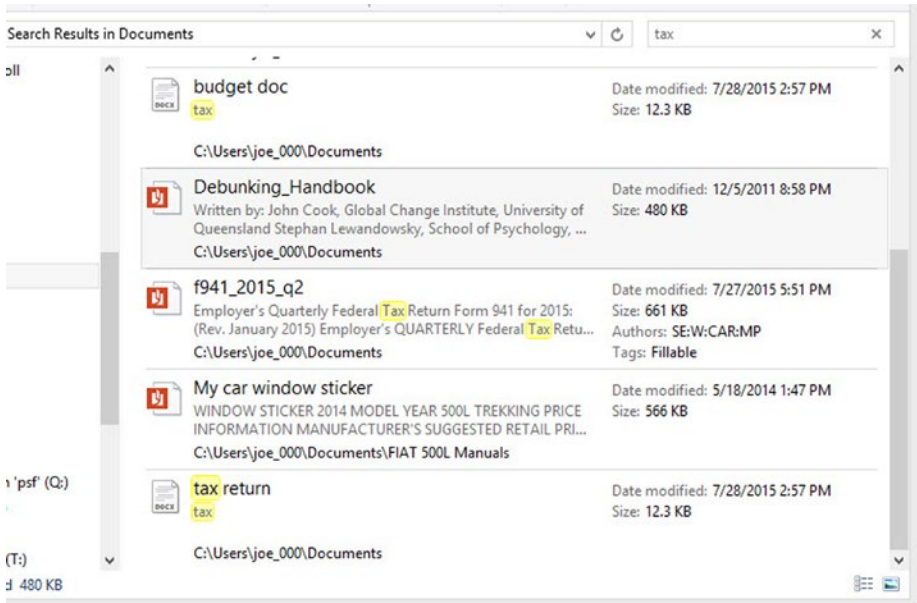 Search Results in Documents
tax
oll
budget doc
Date modified: 7/28/2015 2:57 PM
tax
Size: 12.3 KB
C:\Users\joe_000\Documents
Debunking_Handbook
Date modified: 12/5/2011 8:58 PM
Written by: John Cook, Global Change Institute, University of
Size: 480 KB
Queensland Stephan Lewandowsky, School of Psychology, ...
C:\Users\joe_000\Documents
f941_2015_q2
Date modified: 7/27/2015 5:51 PM
Employer's Quarterly Federal Tax Return Form 941 for 2015:
Size: 661 KB
(Rev. January 2015) Employer's QUARTERLY Federal Tax Retu...
Authors: SE:W:CAR:MP
C:\Users\joe_000\Documents
Tags: Fillable
My car window sticker
Date modified: 5/18/2014 1:47 PM
WINDOW STICKER 2014 MODEL YEAR 500L TREKKING PRICE
Size: 566 KB
INFORMATION MANUFACTURER'S SUGGESTED RETAIL PRI...
C:\Users\joe_000\Documents\FIAT 500L Manuals
'psf' (Q:)
tax return
Date modified: 7/28/2015 2:57 PM
DOCX
tax
Size: 12.3 KB
C:\Users\joe_000\Documents
(T:)
480 KB